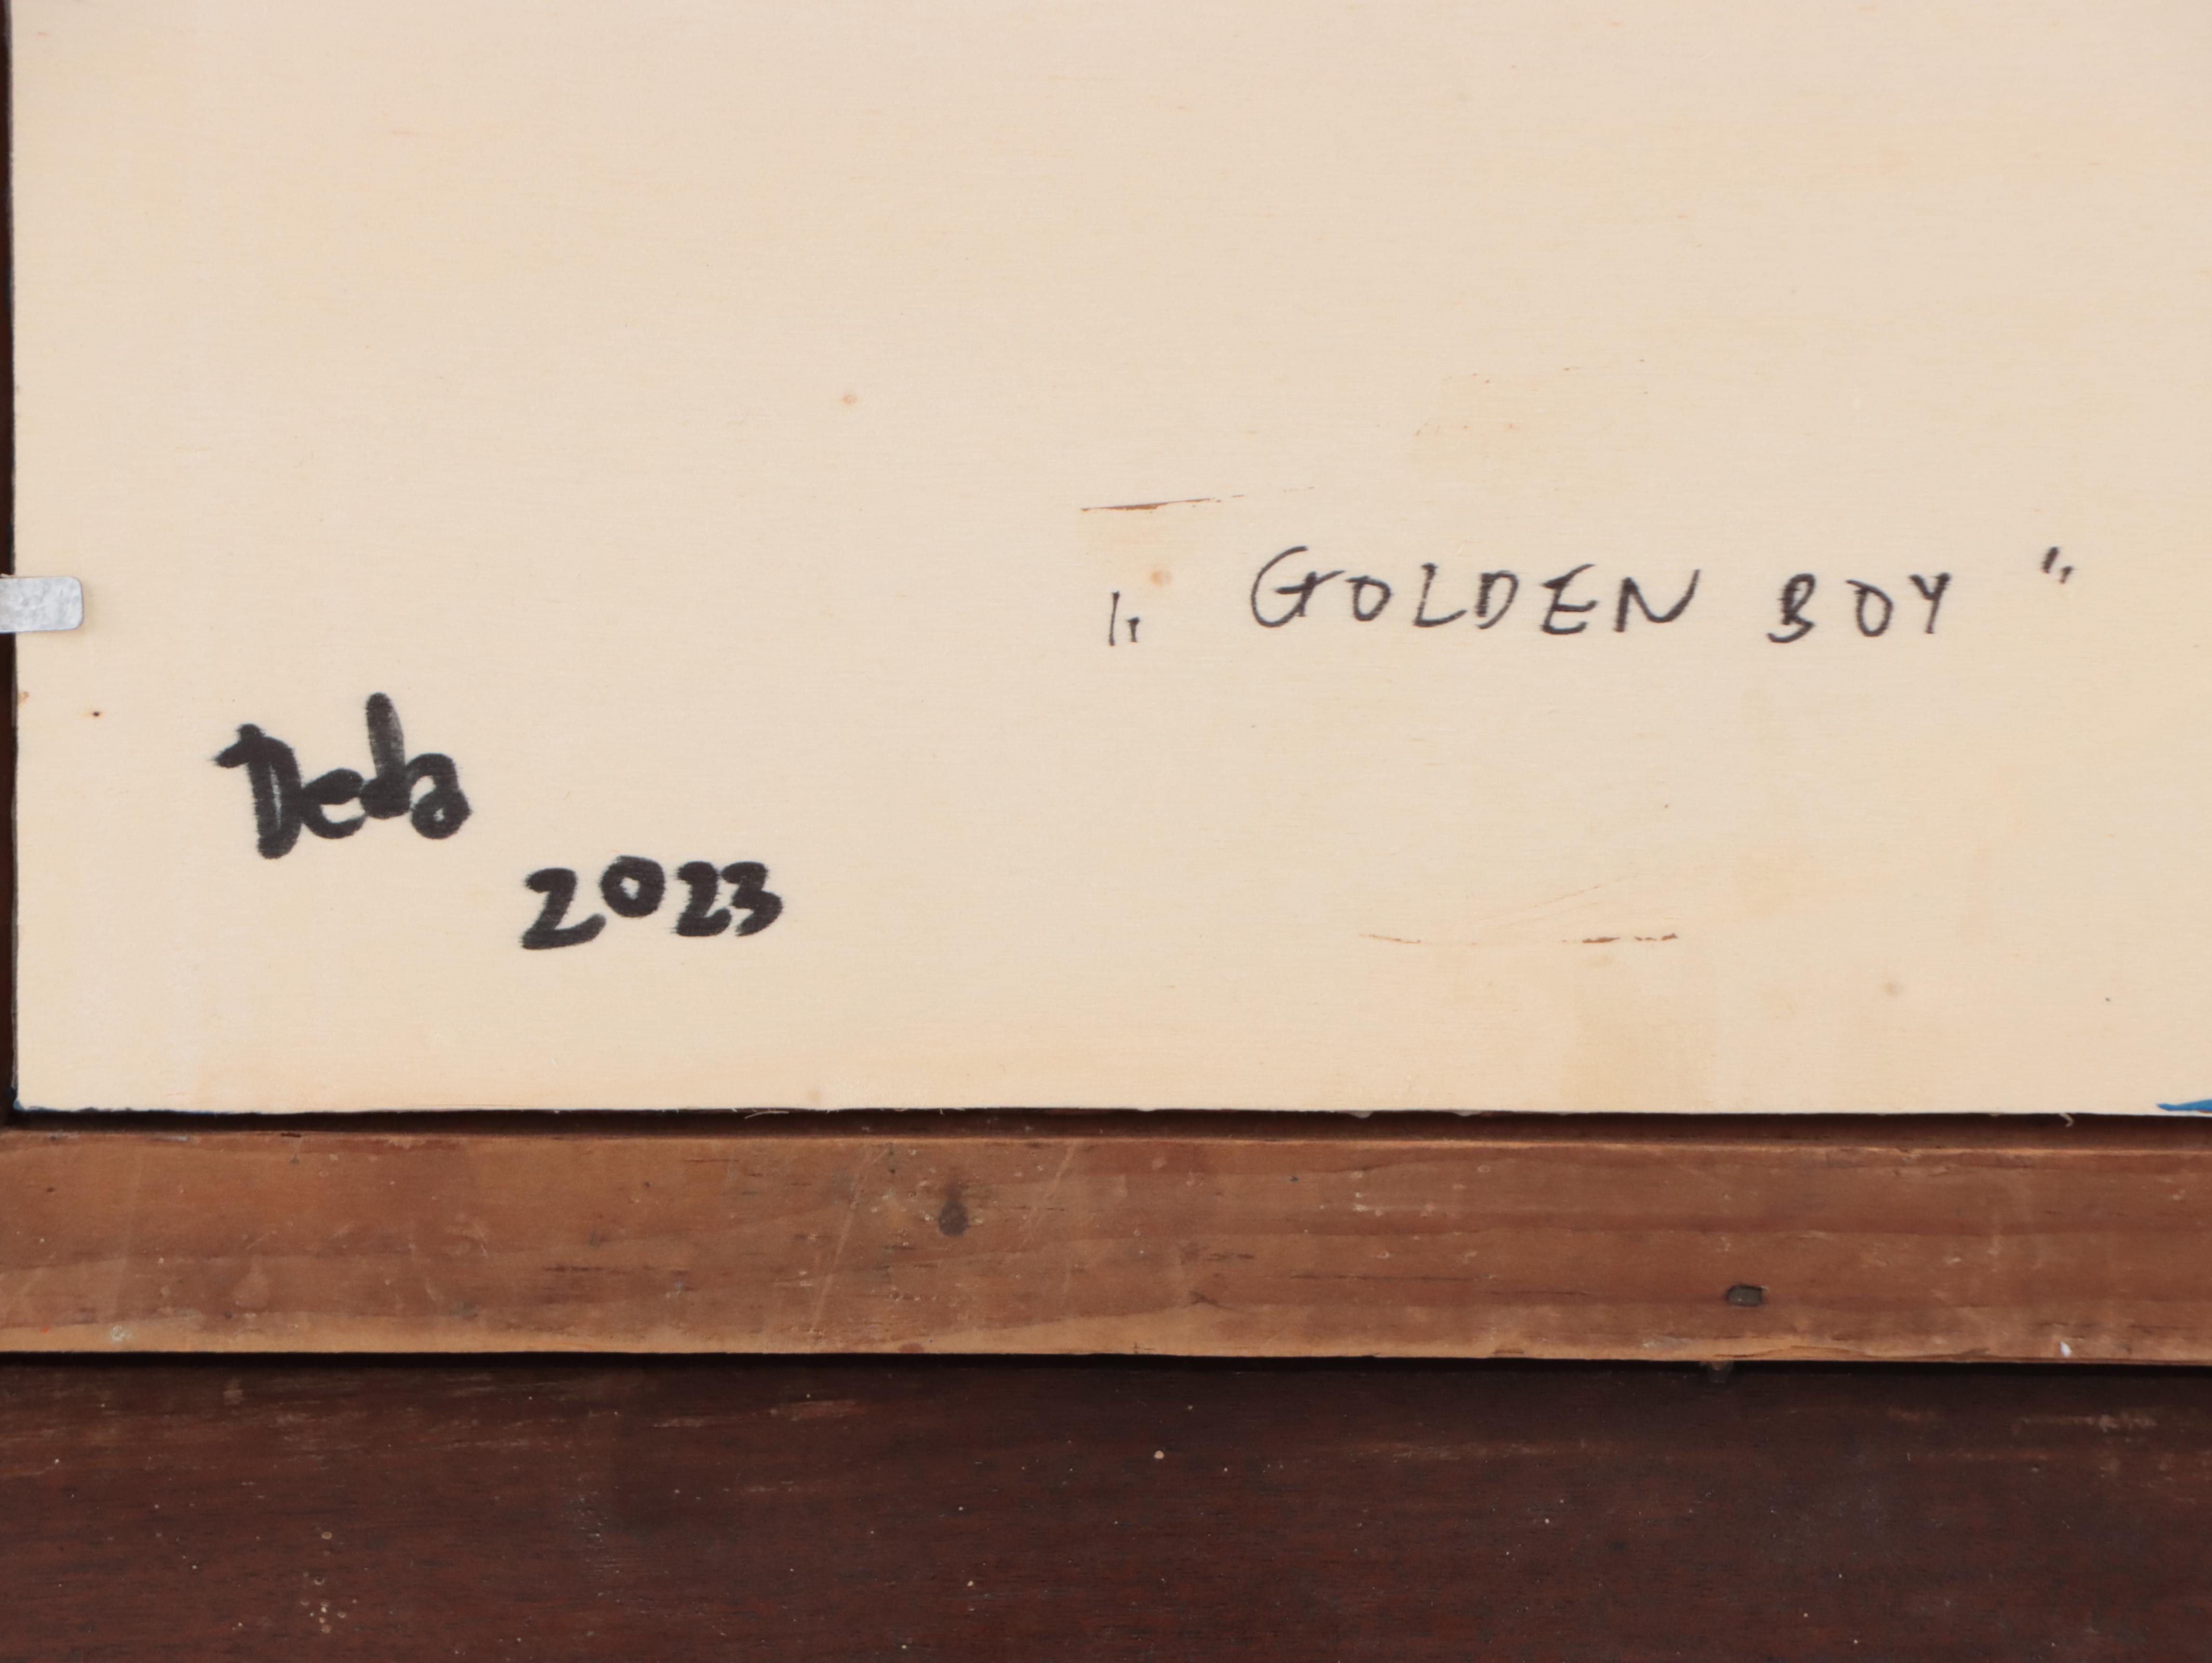 „ GOLDEN BOY "
Deda
2023